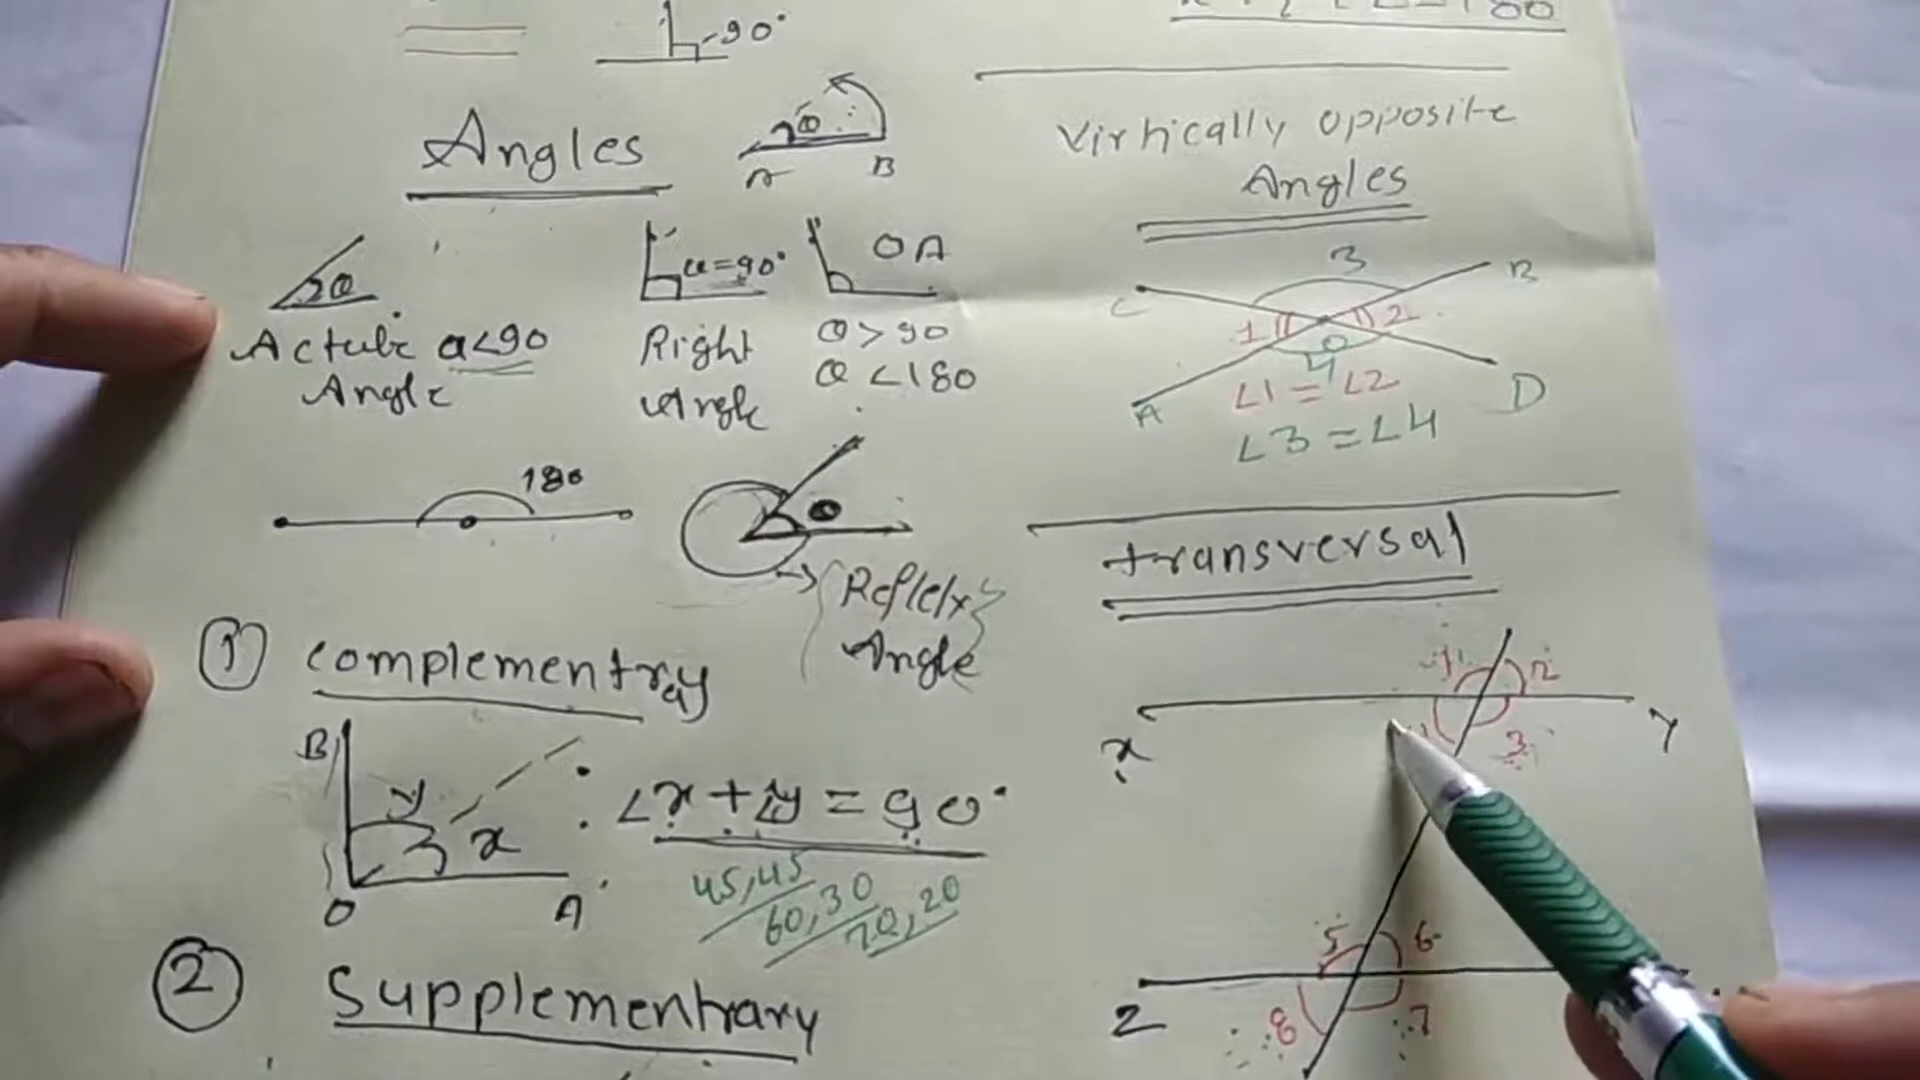 90°
180
Angles
θ
A
B
θ
Actute a<90
Angle
a=90°
Right
Angle
OA
θ>90
θ<180
180
θ
Reflelx
Angle
① complementray
B
y
x
O
A
∠x+∠y=90°
45,45
60,30
70,20
② Supplementrary
Virtically opposite
Angles
3
C
B
1
2
O
4
A
D
∠1=∠2
∠3=∠4
transversal
1
2
x
y
3
5
6
Z
8
7